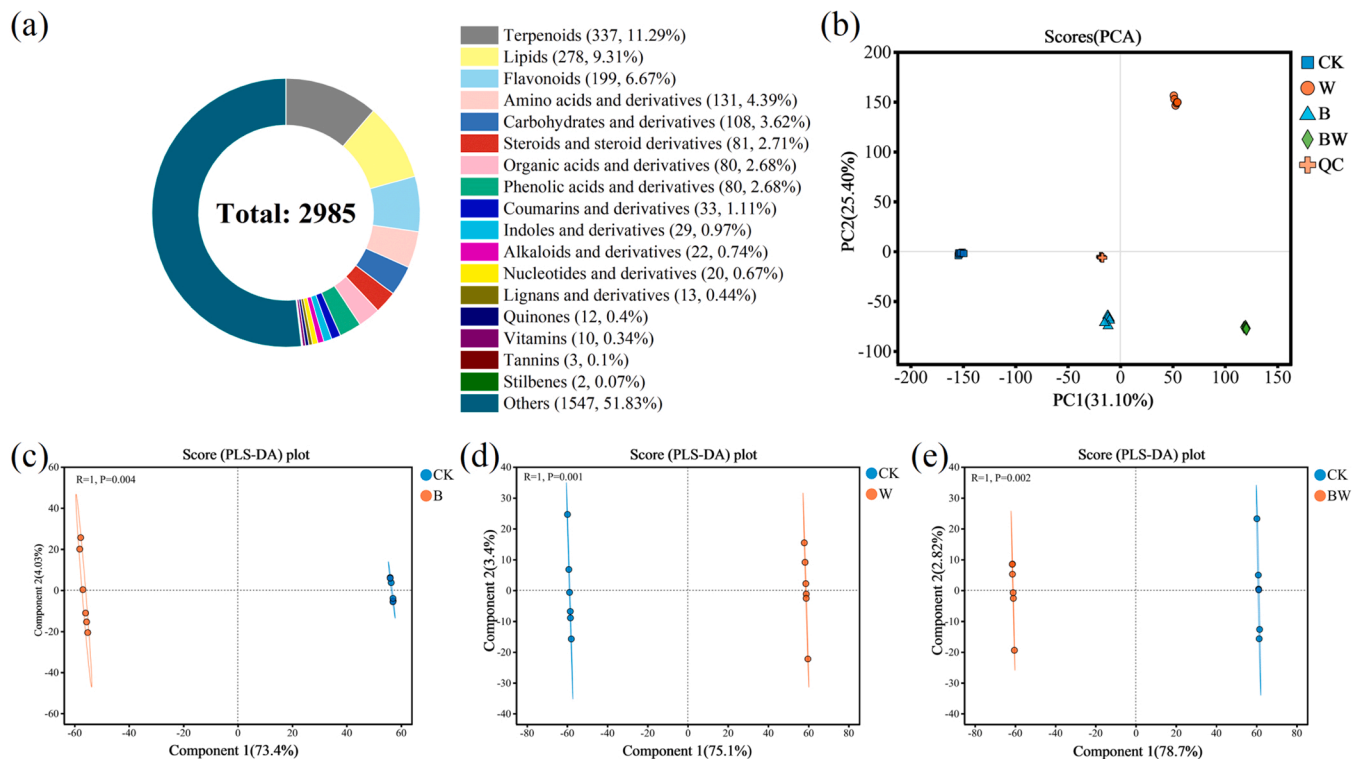 (a)
Total: 2985
Terpenoids (337, 11.29%)
Lipids (278, 9.31%)
Flavonoids (199, 6.67%)
Amino acids and derivatives (131, 4.39%)
Carbohydrates and derivatives (108, 3.62%)
Steroids and steroid derivatives (81, 2.71%)
Organic acids and derivatives (80, 2.68%)
Phenolic acids and derivatives (80, 2.68%)
Coumarins and derivatives (33, 1.11%)
Indoles and derivatives (29, 0.97%)
Alkaloids and derivatives (22, 0.74%)
Nucleotides and derivatives (20, 0.67%)
Lignans and derivatives (13, 0.44%)
Quinones (12, 0.4%)
Vitamins (10, 0.34%)
Tannins (3, 0.1%)
Stilbenes (2, 0.07%)
Others (1547, 51.83%)
(b)
Scores(PCA)
200
150
100
50
0
-50
-100
PC2(25.40%)
-200 -150 -100 -50 0 50 100 150
PC1(31.10%)
CK
W
B
BW
QC
(c)
Score (PLS-DA) plot
R=1, P=0.004
60
40
20
0
-20
-40
-60
Component 2(4.03%)
-60 -40 -20 0 20 40 60
Component 1(73.4%)
CK
B
(d)
Score (PLS-DA) plot
R=1, P=0.001
40
30
20
10
0
-10
-20
-30
-40
Component 2(3.4%)
-80 -60 -40 -20 0 20 40 60 80
Component 1(75.1%)
CK
W
(e)
Score (PLS-DA) plot
R=1, P=0.002
40
30
20
10
0
-10
-20
-30
-40
Component 2(2.82%)
-80 -60 -40 -20 0 20 40 60 80
Component 1(78.7%)
CK
BW